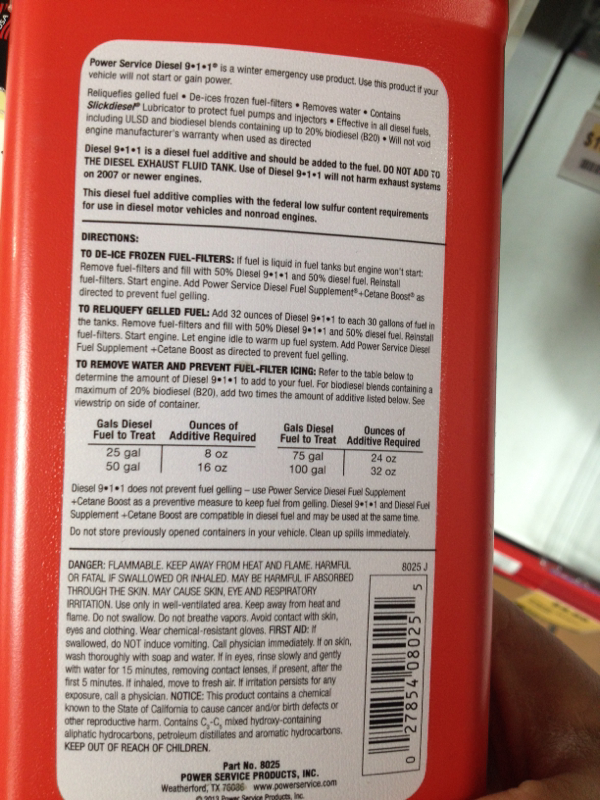 Power Service Diesel 9•1•1® is a winter emergency use product. Use this product if your
vehicle will not start or gain power.
Reliquefies gelled fuel • De-ices frozen fuel-filters • Removes water • Contains
Slickdiesel® Lubricator to protect fuel pumps and injectors • Effective in all diesel fuels,
including ULSD and biodiesel blends containing up to 20% biodiesel (B20) • Will not void
engine manufacturer's warranty when used as directed
Diesel 9•1•1 is a diesel fuel additive and should be added to the fuel. DO NOT ADD TO
THE DIESEL EXHAUST FLUID TANK. Use of Diesel 9•1•1 will not harm exhaust systems
on 2007 or newer engines.
This diesel fuel additive complies with the federal low sulfur content requirements
for use in diesel motor vehicles and nonroad engines.
DIRECTIONS:
TO DE-ICE FROZEN FUEL-FILTERS: If fuel is liquid in fuel tanks but engine won't start:
Remove fuel-filters and fill with 50% Diesel 9•1•1 and 50% diesel fuel. Reinstall
fuel-filters. Start engine. Add Power Service Diesel Fuel Supplement®+Cetane Boost® as
directed to prevent fuel gelling.
TO RELIQUEFY GELLED FUEL: Add 32 ounces of Diesel 9•1•1 to each 30 gallons of fuel in
the tanks. Remove fuel-filters and fill with 50% Diesel 9•1•1 and 50% diesel fuel. Reinstall
fuel-filters. Start engine. Let engine idle to warm up fuel system. Add Power Service Diesel
Fuel Supplement +Cetane Boost as directed to prevent fuel gelling.
TO REMOVE WATER AND PREVENT FUEL-FILTER ICING: Refer to the table below to
determine the amount of Diesel 9•1•1 to add to your fuel. For biodiesel blends containing a
maximum of 20% biodiesel (B20), add two times the amount of additive listed below. See
viewstrip on side of container.
Gals Diesel Ounces of Gals Diesel Ounces of
Fuel to Treat Additive Required Fuel to Treat Additive Required
25 gal 8 oz 75 gal 24 oz
50 gal 16 oz 100 gal 32 oz
Diesel 9•1•1 does not prevent fuel gelling – use Power Service Diesel Fuel Supplement
+Cetane Boost as a preventive measure to keep fuel from gelling. Diesel 9•1•1 and Diesel Fuel
Supplement +Cetane Boost are compatible in diesel fuel and may be used at the same time.
Do not store previously opened containers in your vehicle. Clean up spills immediately.
DANGER: FLAMMABLE. KEEP AWAY FROM HEAT AND FLAME. HARMFUL
OR FATAL IF SWALLOWED OR INHALED. MAY BE HARMFUL IF ABSORBED
THROUGH THE SKIN. MAY CAUSE SKIN, EYE AND RESPIRATORY
IRRITATION. Use only in well-ventilated area. Keep away from heat and
flame. Do not swallow. Do not breathe vapors. Avoid contact with skin,
eyes and clothing. Wear chemical-resistant gloves. FIRST AID: If
swallowed, do NOT induce vomiting. Call physician immediately. If on skin,
wash thoroughly with soap and water. If in eyes, rinse slowly and gently
with water for 15 minutes, removing contact lenses, if present, after the
first 5 minutes. If inhaled, move to fresh air. If irritation persists for any
exposure, call a physician. NOTICE: This product contains a chemical
known to the State of California to cause cancer and/or birth defects or
other reproductive harm. Contains mixed hydroxy-containing
aliphatic hydrocarbons, petroleum distillates and aromatic hydrocarbons.
KEEP OUT OF REACH OF CHILDREN.
8025 J
0 27854 08025 5
Part No. 8025
POWER SERVICE PRODUCTS, INC.
Weatherford, TX 76086 www.powerservice.com
© 2013 Power Service Products, Inc.
USA
$1